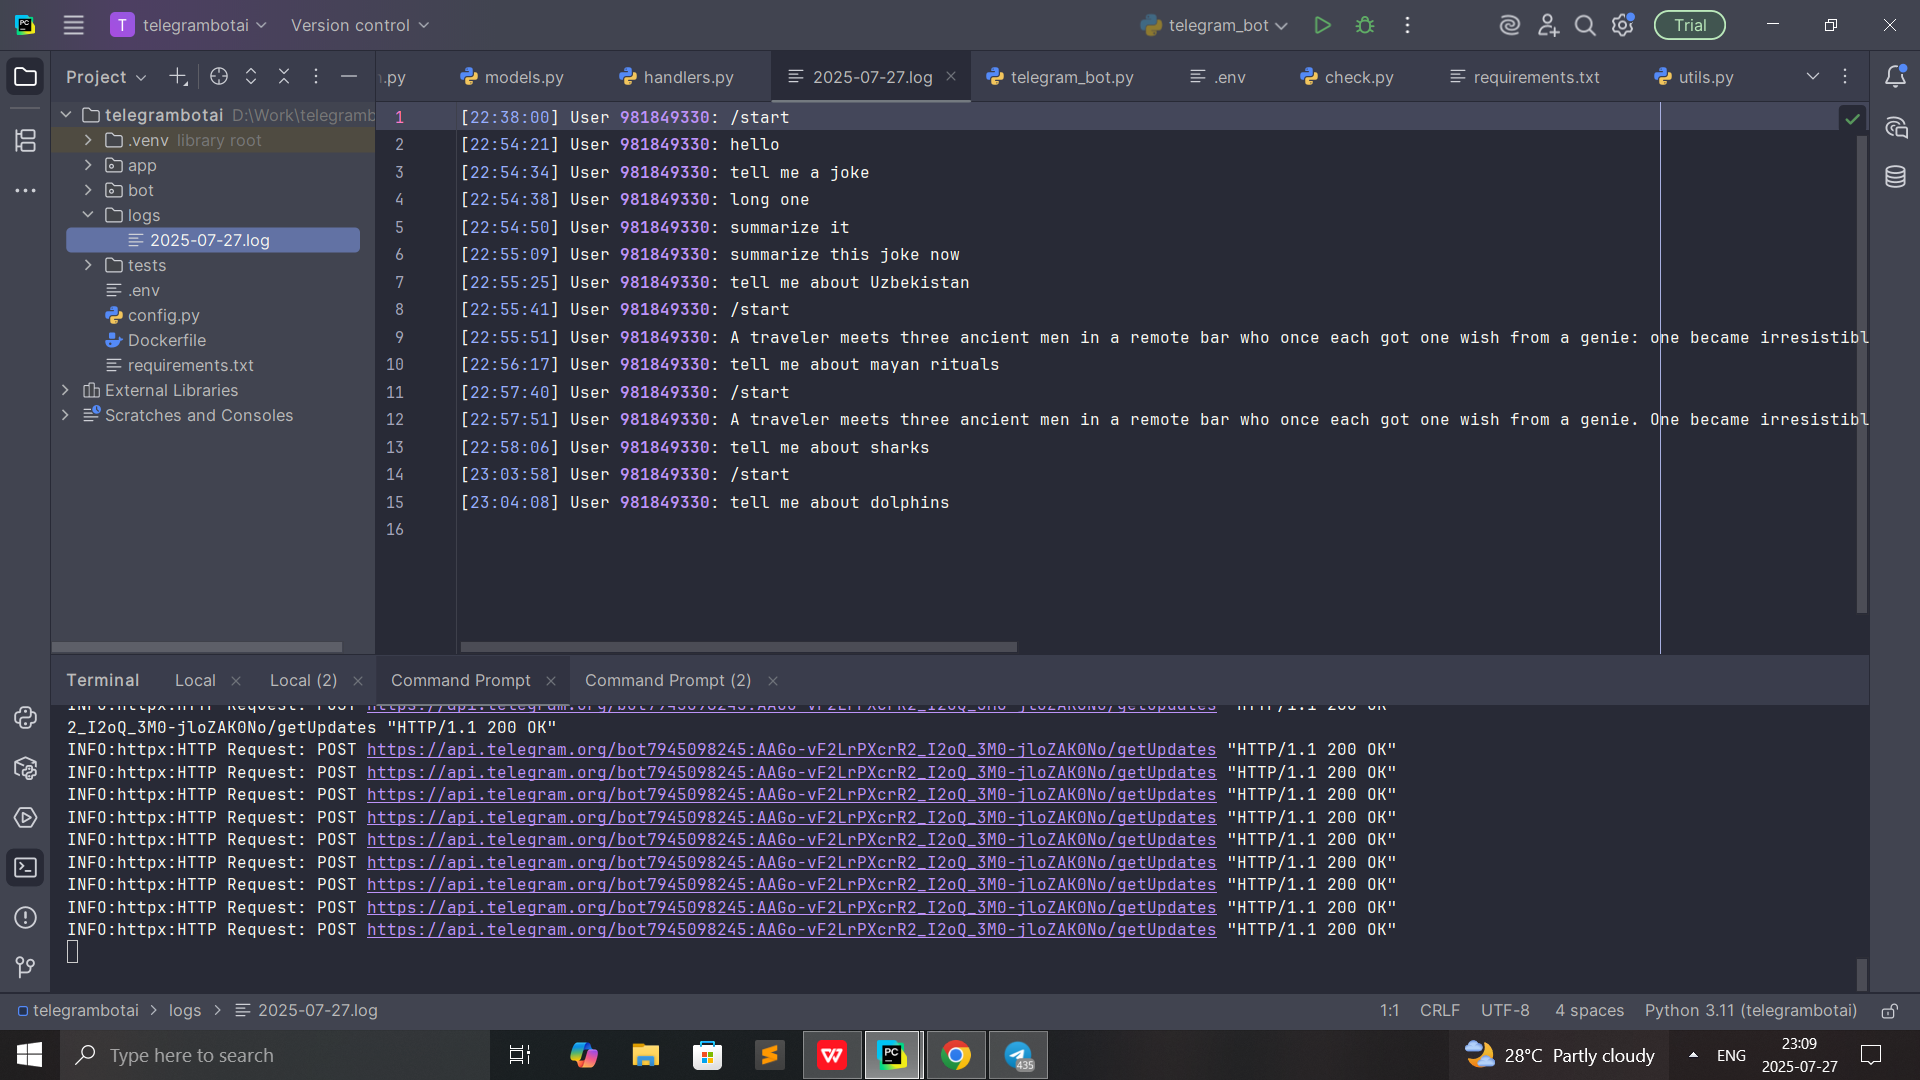 PC
T telegrambotai Version control telegram_bot Trial
Project .py models.py handlers.py 2025-07-27.log telegram_bot.py .env check.py requirements.txt utils.py
telegrambotai D:\Work\telegramb
.venv library root
app
bot
logs
2025-07-27.log
tests
.env
config.py
Dockerfile
requirements.txt
External Libraries
Scratches and Consoles
1 [22:38:00] User 981849330: /start
2 [22:54:21] User 981849330: hello
3 [22:54:34] User 981849330: tell me a joke
4 [22:54:38] User 981849330: long one
5 [22:54:50] User 981849330: summarize it
6 [22:55:09] User 981849330: summarize this joke now
7 [22:55:25] User 981849330: tell me about Uzbekistan
8 [22:55:41] User 981849330: /start
9 [22:55:51] User 981849330: A traveler meets three ancient men in a remote bar who once each got one wish from a genie: one became irresistibl
10 [22:56:17] User 981849330: tell me about mayan rituals
11 [22:57:40] User 981849330: /start
12 [22:57:51] User 981849330: A traveler meets three ancient men in a remote bar who once each got one wish from a genie. One became irresistibl
13 [22:58:06] User 981849330: tell me about sharks
14 [23:03:58] User 981849330: /start
15 [23:04:08] User 981849330: tell me about dolphins
16
Terminal Local Local (2) Command Prompt Command Prompt (2)
INFO:httpx:HTTP Request: POST https://api.telegram.org/bot7945098245:AAGo-vF2LrPXcrR2_I2oQ_3M0-jloZAK0No/getUpdates "HTTP/1.1 200 OK"
2_I2oQ_3M0-jloZAK0No/getUpdates "HTTP/1.1 200 OK"
INFO:httpx:HTTP Request: POST https://api.telegram.org/bot7945098245:AAGo-vF2LrPXcrR2_I2oQ_3M0-jloZAK0No/getUpdates "HTTP/1.1 200 OK"
INFO:httpx:HTTP Request: POST https://api.telegram.org/bot7945098245:AAGo-vF2LrPXcrR2_I2oQ_3M0-jloZAK0No/getUpdates "HTTP/1.1 200 OK"
INFO:httpx:HTTP Request: POST https://api.telegram.org/bot7945098245:AAGo-vF2LrPXcrR2_I2oQ_3M0-jloZAK0No/getUpdates "HTTP/1.1 200 OK"
INFO:httpx:HTTP Request: POST https://api.telegram.org/bot7945098245:AAGo-vF2LrPXcrR2_I2oQ_3M0-jloZAK0No/getUpdates "HTTP/1.1 200 OK"
INFO:httpx:HTTP Request: POST https://api.telegram.org/bot7945098245:AAGo-vF2LrPXcrR2_I2oQ_3M0-jloZAK0No/getUpdates "HTTP/1.1 200 OK"
INFO:httpx:HTTP Request: POST https://api.telegram.org/bot7945098245:AAGo-vF2LrPXcrR2_I2oQ_3M0-jloZAK0No/getUpdates "HTTP/1.1 200 OK"
INFO:httpx:HTTP Request: POST https://api.telegram.org/bot7945098245:AAGo-vF2LrPXcrR2_I2oQ_3M0-jloZAK0No/getUpdates "HTTP/1.1 200 OK"
INFO:httpx:HTTP Request: POST https://api.telegram.org/bot7945098245:AAGo-vF2LrPXcrR2_I2oQ_3M0-jloZAK0No/getUpdates "HTTP/1.1 200 OK"
INFO:httpx:HTTP Request: POST https://api.telegram.org/bot7945098245:AAGo-vF2LrPXcrR2_I2oQ_3M0-jloZAK0No/getUpdates "HTTP/1.1 200 OK"
telegrambotai > logs > 2025-07-27.log 1:1 CRLF UTF-8 4 spaces Python 3.11 (telegrambotai)
Type here to search PC 435 28°C Partly cloudy ENG 23:09
2025-07-27